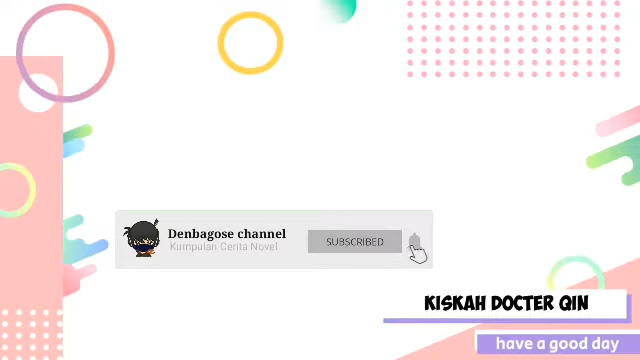 Denbagose channel
Kumpulan Cerita Novel
SUBSCRIBED
KISKAH DOCTER QIN
have a good day